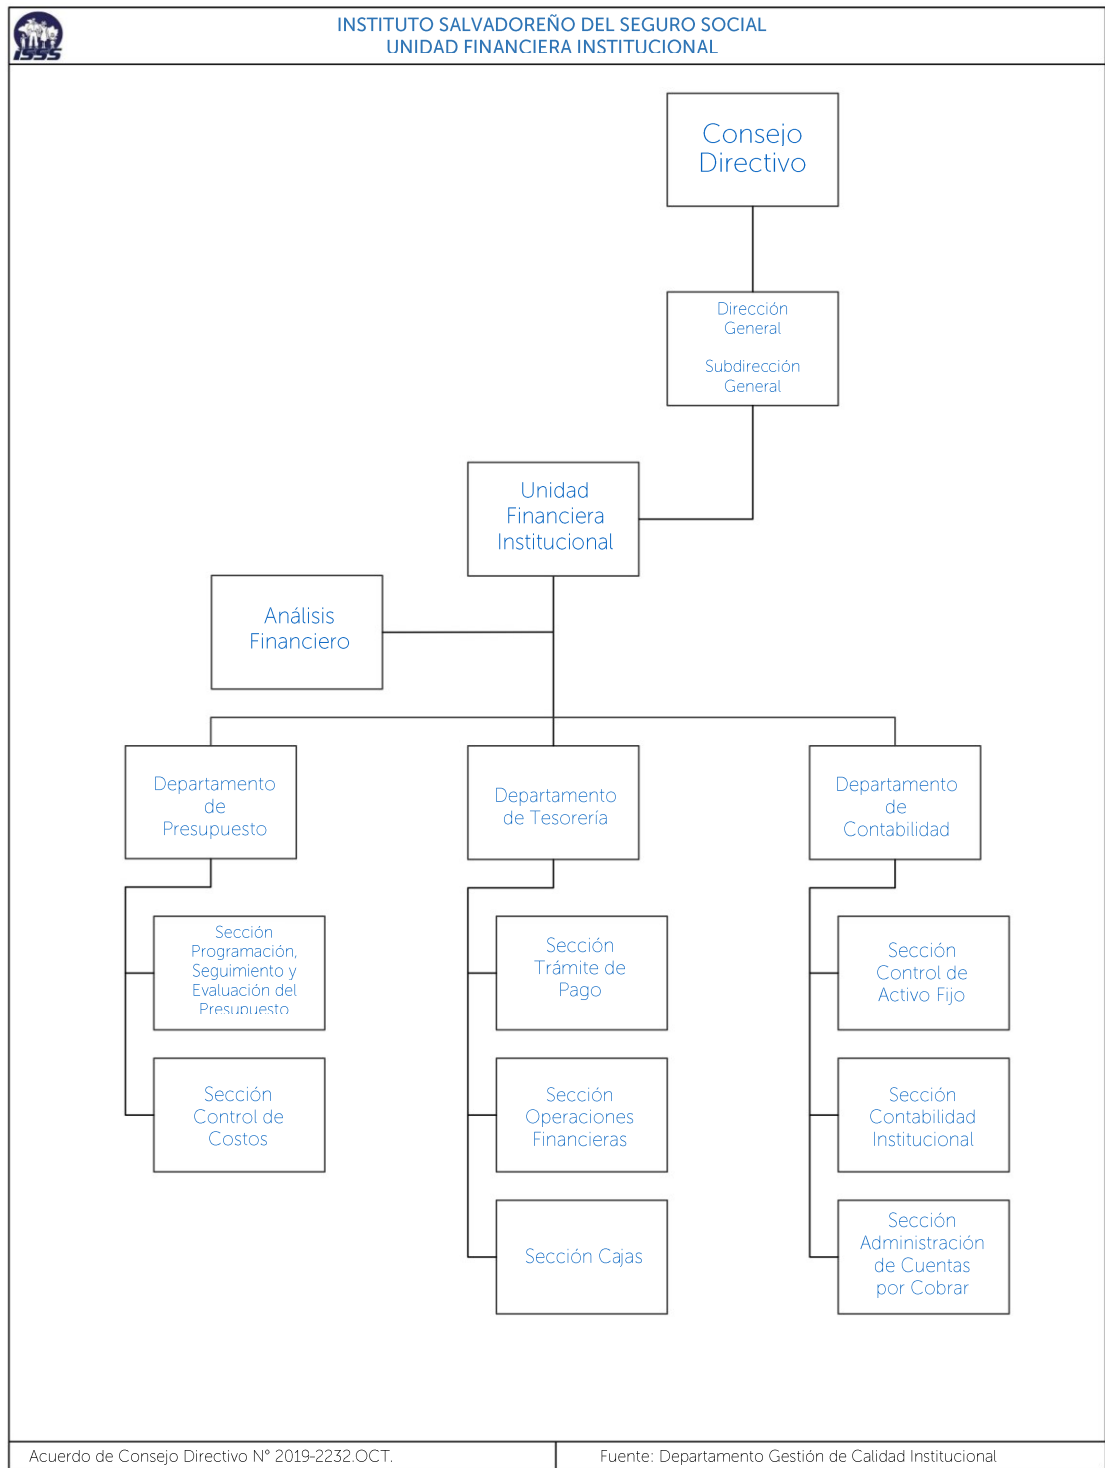 ISSS
INSTITUTO SALVADOREÑO DEL SEGURO SOCIAL
UNIDAD FINANCIERA INSTITUCIONAL
Consejo
Directivo
Dirección
General
Subdirección
General
Unidad
Financiera
Institucional
Análisis
Financiero
Departamento
de
Presupuesto
Departamento
de Tesorería
Departamento
de
Contabilidad
Sección
Programación,
Seguimiento y
Evaluación del
Presupuesto
Sección
Trámite de
Pago
Sección
Control de
Activo Fijo
Sección
Control de
Costos
Sección
Operaciones
Financieras
Sección
Contabilidad
Institucional
Sección Cajas
Sección
Administración
de Cuentas
por Cobrar
Acuerdo de Consejo Directivo N° 2019-2232.OCT.
Fuente: Departamento Gestión de Calidad Institucional